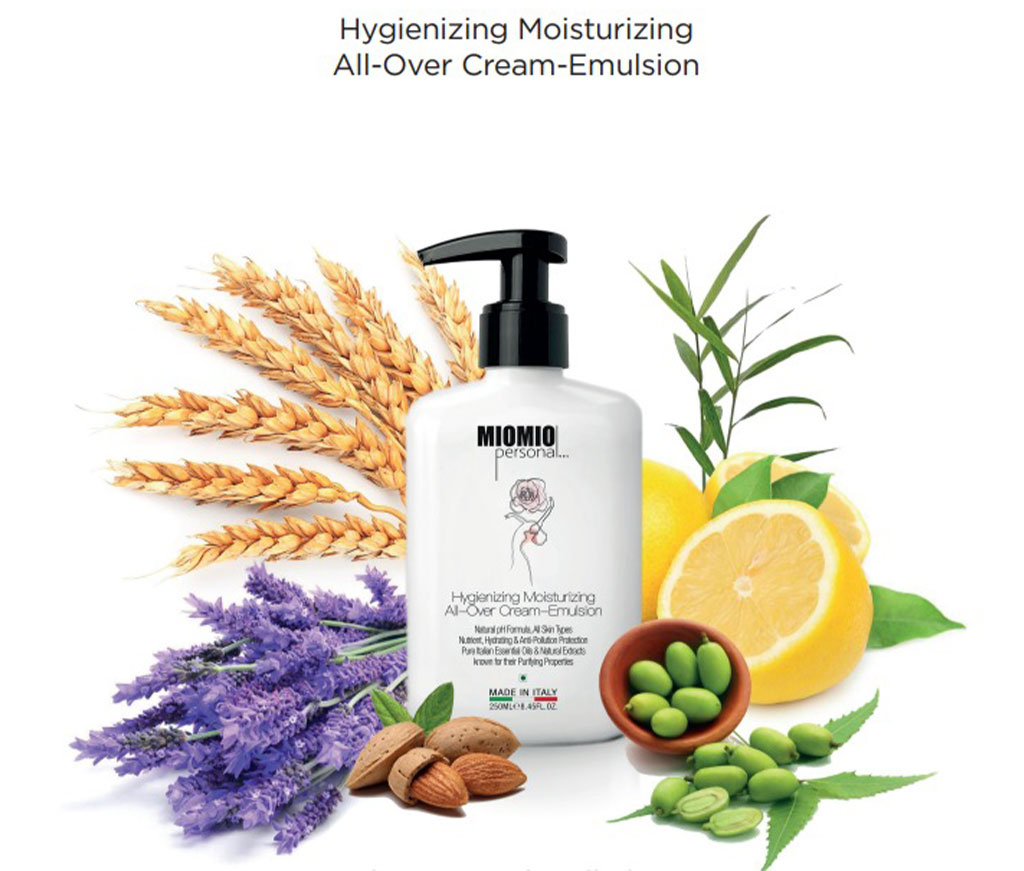 Hygienizing Moisturizing
All-Over Cream-Emulsion
MIOMIO
personal...
Hygienizing Moisturizing
All-Over Cream-Emulsion
Natural pH Formula, All Skin Types
Nutrient, Hydrating & Anti-Pollution Protection
Pure Italian Essential Oils & Natural Extracts
known for their Purifying Properties
MADE IN ITALY
250ML℮8.45FL.OZ.